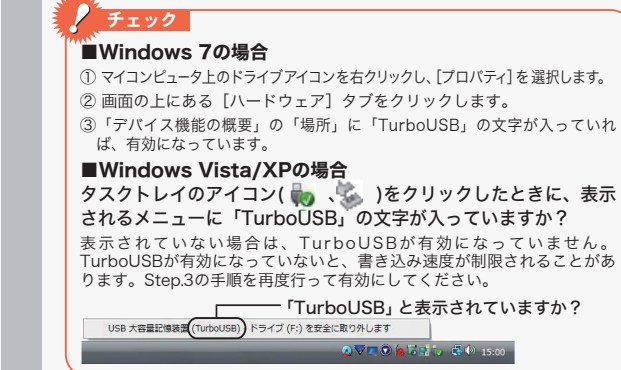 チェック
■Windows 7の場合
① マイコンピュータ上のドライブアイコンを右クリックし、[プロパティ] を選択します。
② 画面の上にある [ハードウェア] タブをクリックします。
③「デバイス機能の概要」の「場所」に「TurboUSB」の文字が入っていれ
ば、有効になっています。
■Windows Vista/XPの場合
タスクトレイのアイコン( 、 )をクリックしたときに、表示
されるメニューに「TurboUSB」の文字が入っていますか？
表示されていない場合は、TurboUSBが有効になっていません。
TurboUSBが有効になっていないと、書き込み速度が制限されることがあ
ります。Step.3の手順を再度行って有効にしてください。
「TurboUSB」と表示されていますか？
USB 大容量記憶装置 (TurboUSB) ドライブ (F:) を安全に取り外します
15:00